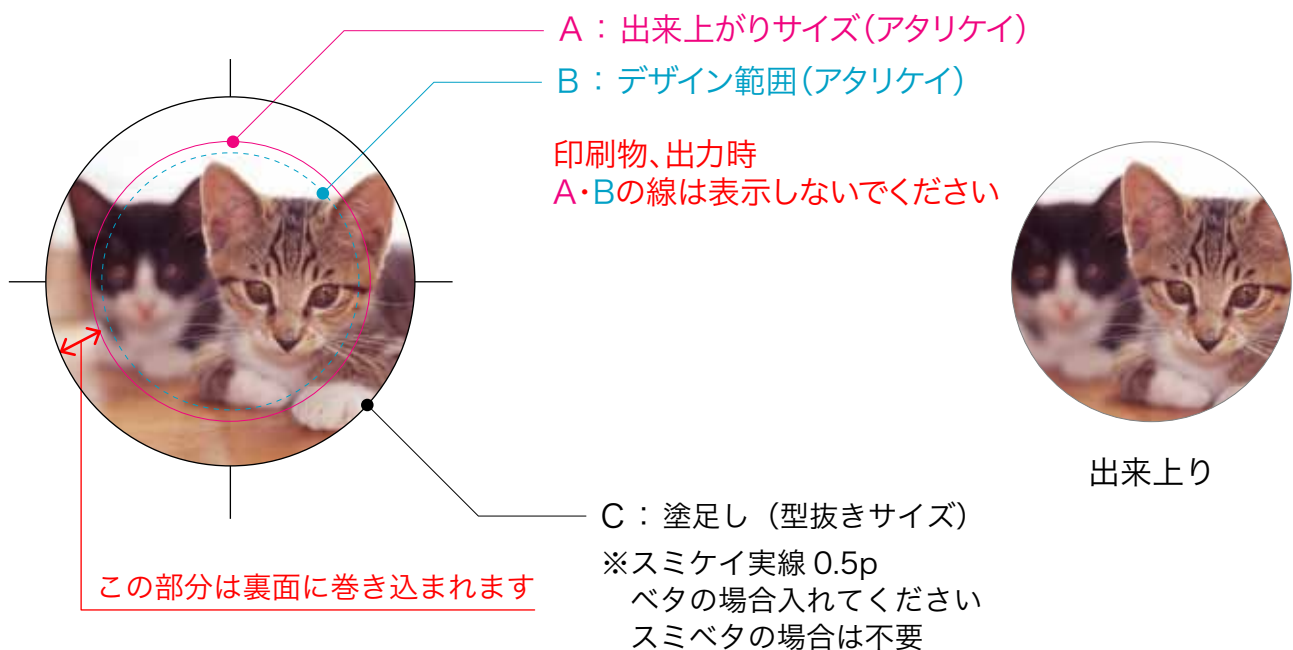 A：出来上がりサイズ（アタリケイ）
B：デザイン範囲（アタリケイ）
印刷物、出力時
A・Bの線は表示しないでください
出来上り
C：塗足し（型抜きサイズ）
※スミケイ実線 0.5p
ベタの場合入れてください
スミベタの場合は不要
この部分は裏面に巻き込まれます